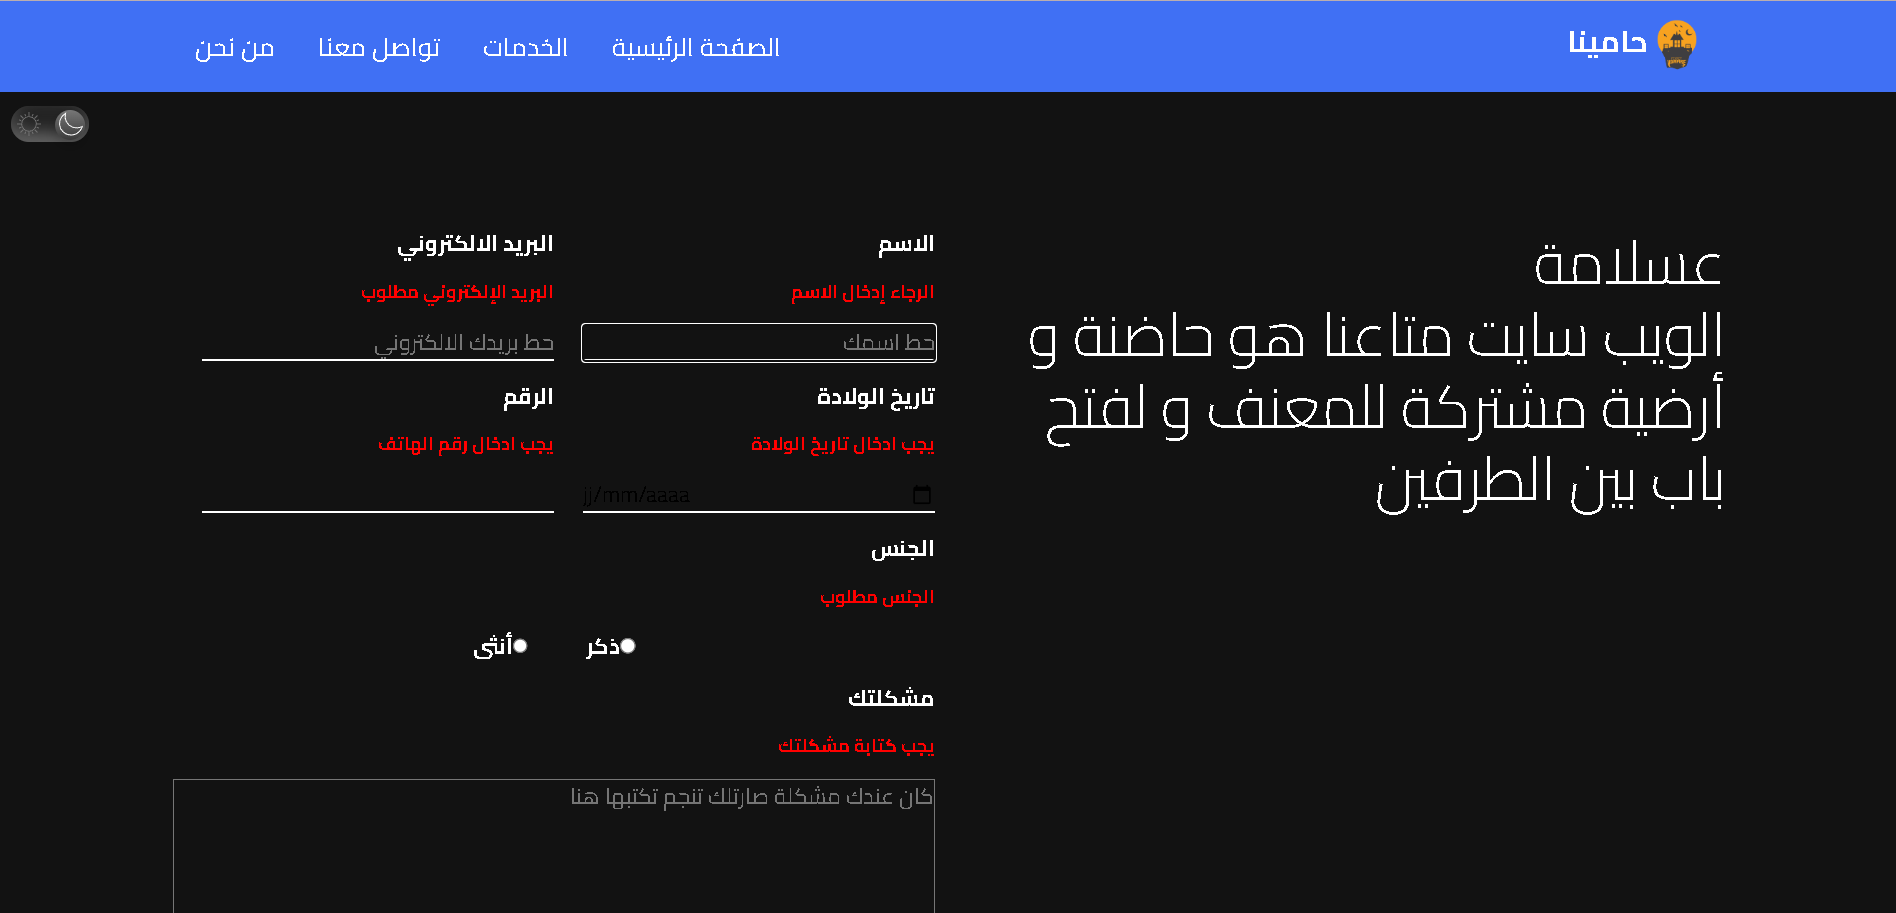 حامينا
الصفحة الرئيسية
الخدمات
تواصل معنا
من نحن
عسلامة
الويب سايت متاعنا هو حاضنة و
أرضية مشتركة للمعنف و لفتح
باب بين الطرفين
الاسم
الرجاء إدخال الاسم
حط اسمك
البريد الالكتروني
البريد الإلكتروني مطلوب
حط بريدك الالكتروني
تاريخ الولادة
يجب ادخال تاريخ الولادة
jj/mm/aaaa
الرقم
يجب ادخال رقم الهاتف
الجنس
الجنس مطلوب
ذكر
أنثى
مشكلتك
يجب كتابة مشكلتك
كان عندك مشكلة صارتلك تنجم تكتبها هنا